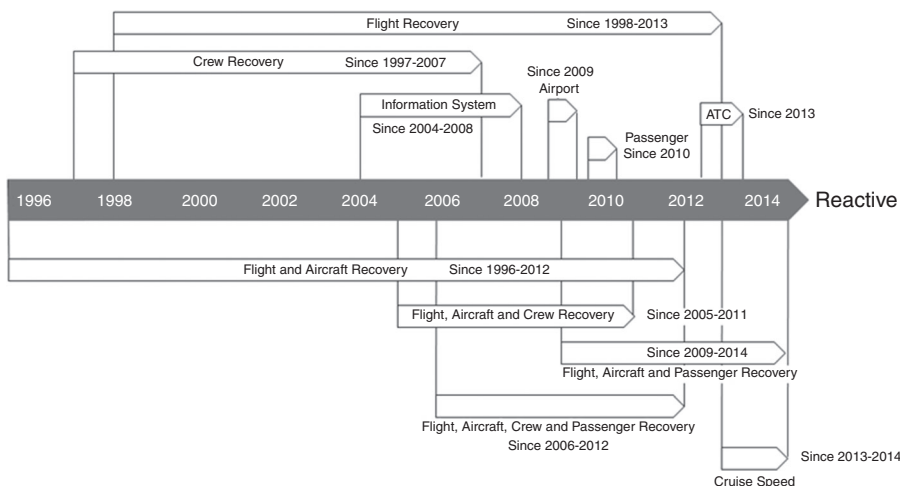 Flight Recovery Since 1998-2013
Crew Recovery Since 1997-2007
Since 2009
Airport
Information System
Since 2004-2008
ATC Since 2013
Passenger
Since 2010
1996 1998 2000 2002 2004 2006 2008 2010 2012 2014 Reactive
Flight and Aircraft Recovery Since 1996-2012
Flight, Aircraft and Crew Recovery Since 2005-2011
Since 2009-2014
Flight, Aircraft and Passenger Recovery
Flight, Aircraft, Crew and Passenger Recovery
Since 2006-2012
Since 2013-2014
Cruise Speed